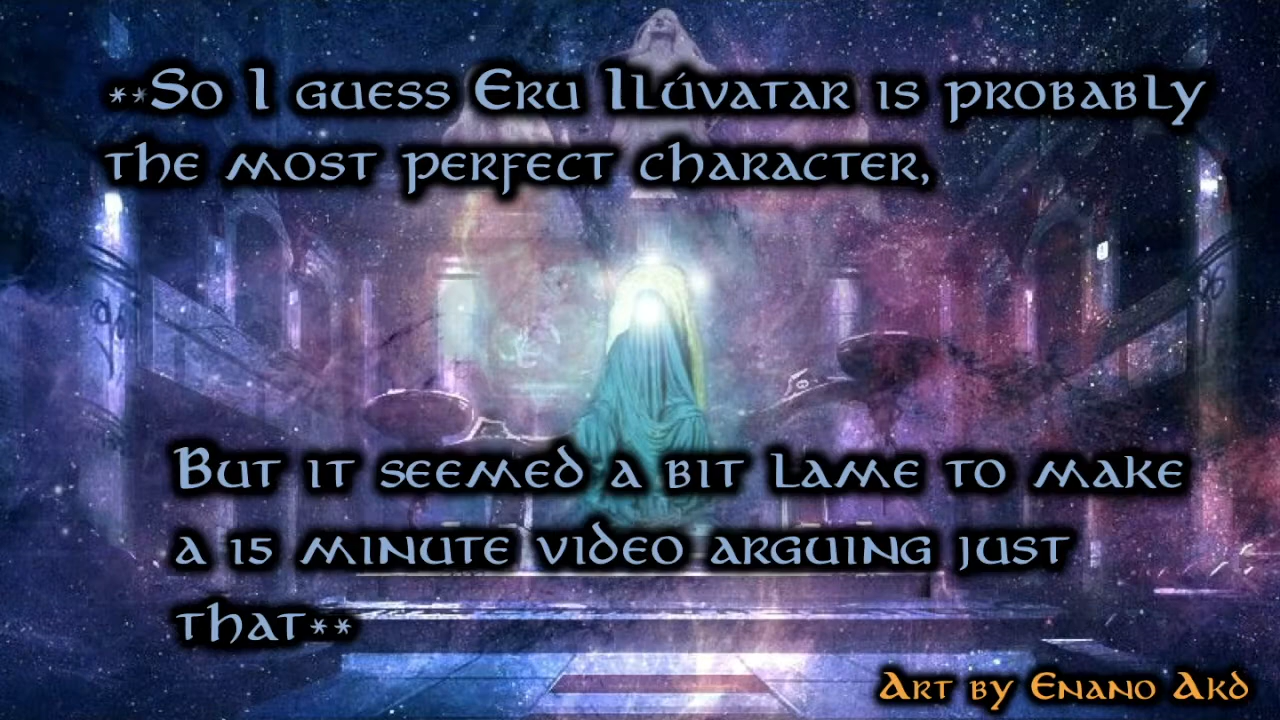 **So I guess Eru Ilúvatar is probably
the most perfect character,
But it seemed a bit lame to make
a 15 minute video arguing just
that**
Art by Enano Akd